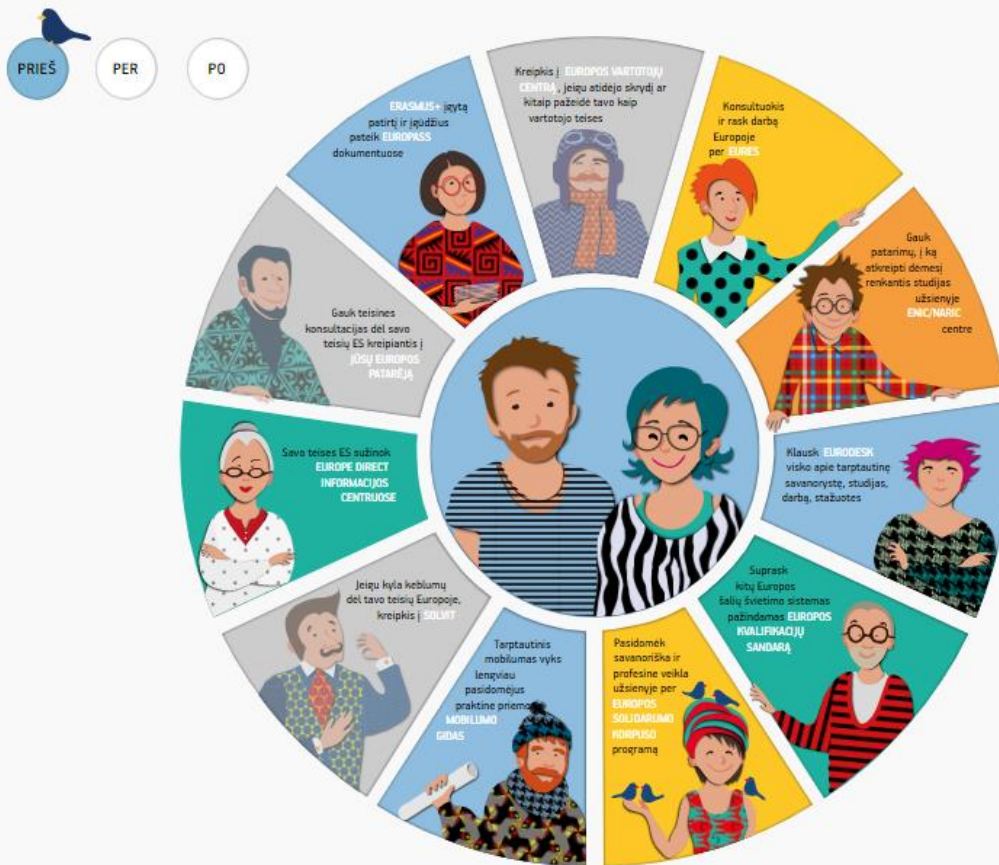 PRIEŠ
PER
PO
Kreipkis į EUROPOS VARTOTOJŲ
CENTRĄ, jeigu atidėjo skrydį ar
kitaip pažeidė tavo kaip
vartotojo teises
Konsultuokis
ir rask darbą
Europoje
per EURES
Gauk
patarimų, į ką
atkreipti dėmesį
renkantis studijas
užsienyje
ENIC/NARIC
centre
Klausk EURODESK
visko apie tarptautinę
savanorystę, studijas,
darbą, stažuotes
Suprask
kitų Europos
šalių švietimo sistemas
pažindamas EUROPOS
KVALIFIKACIJŲ
SANDARĄ
Pasidomėk
savanoriška ir
profesine veikla
užsienyje per
EUROPOS
SOLIDARUMO
KORPUSO
programą
Tarptautinis
mobilumas vyks
lengviau
pasidomėjus
praktine priemone
MOBILUMO
GIDAS
Jeigu kyla keblumų
dėl tavo teisių Europoje,
kreipkis į SOLVIT
Savo teises ES sužinok
EUROPE DIRECT
INFORMACIJOS
CENTRUOSE
Gauk teisines
konsultacijas dėl savo
teisių ES kreipiantis į
JŪSŲ EUROPOS
PATARĖJĄ
ERASMUS+ įgytą
patirtį ir įgūdžius
pateik EUROPASS
dokumentuose